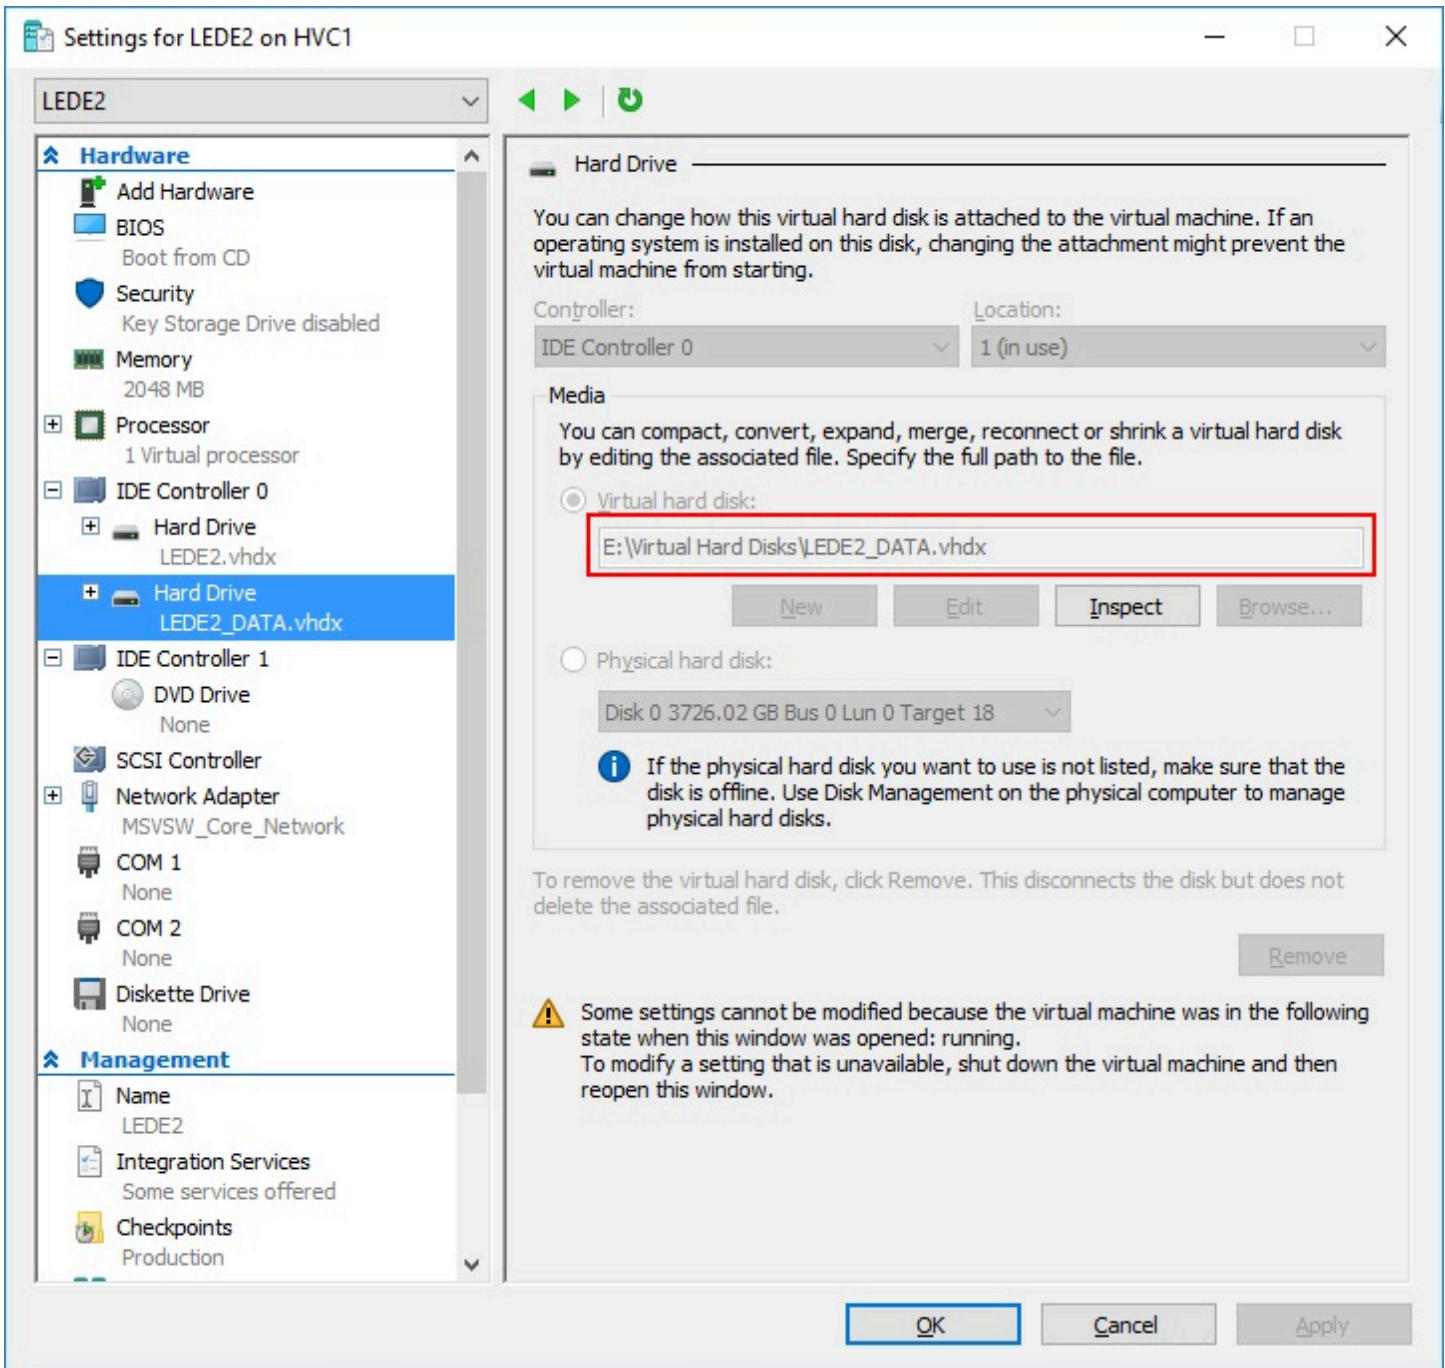 Settings for LEDE2 on HVC1
LEDE2
Hardware
Add Hardware
BIOS
Boot from CD
Security
Key Storage Drive disabled
Memory
2048 MB
Processor
1 Virtual processor
IDE Controller 0
Hard Drive
LEDE2.vhdx
Hard Drive
LEDE2_DATA.vhdx
IDE Controller 1
DVD Drive
None
SCSI Controller
Network Adapter
MSVSW_Core_Network
COM 1
None
COM 2
None
Diskette Drive
None
Management
Name
LEDE2
Integration Services
Some services offered
Checkpoints
Production
Hard Drive
You can change how this virtual hard disk is attached to the virtual machine. If an
operating system is installed on this disk, changing the attachment might prevent the
virtual machine from starting.
Controller:
Location:
IDE Controller 0
1 (in use)
Media
You can compact, convert, expand, merge, reconnect or shrink a virtual hard disk
by editing the associated file. Specify the full path to the file.
Virtual hard disk:
E:\Virtual Hard Disks\LEDE2_DATA.vhdx
New
Edit
Inspect
Browse...
Physical hard disk:
Disk 0 3726.02 GB Bus 0 Lun 0 Target 18
If the physical hard disk you want to use is not listed, make sure that the
disk is offline. Use Disk Management on the physical computer to manage
physical hard disks.
To remove the virtual hard disk, click Remove. This disconnects the disk but does not
delete the associated file.
Remove
Some settings cannot be modified because the virtual machine was in the following
state when this window was opened: running.
To modify a setting that is unavailable, shut down the virtual machine and then
reopen this window.
OK
Cancel
Apply